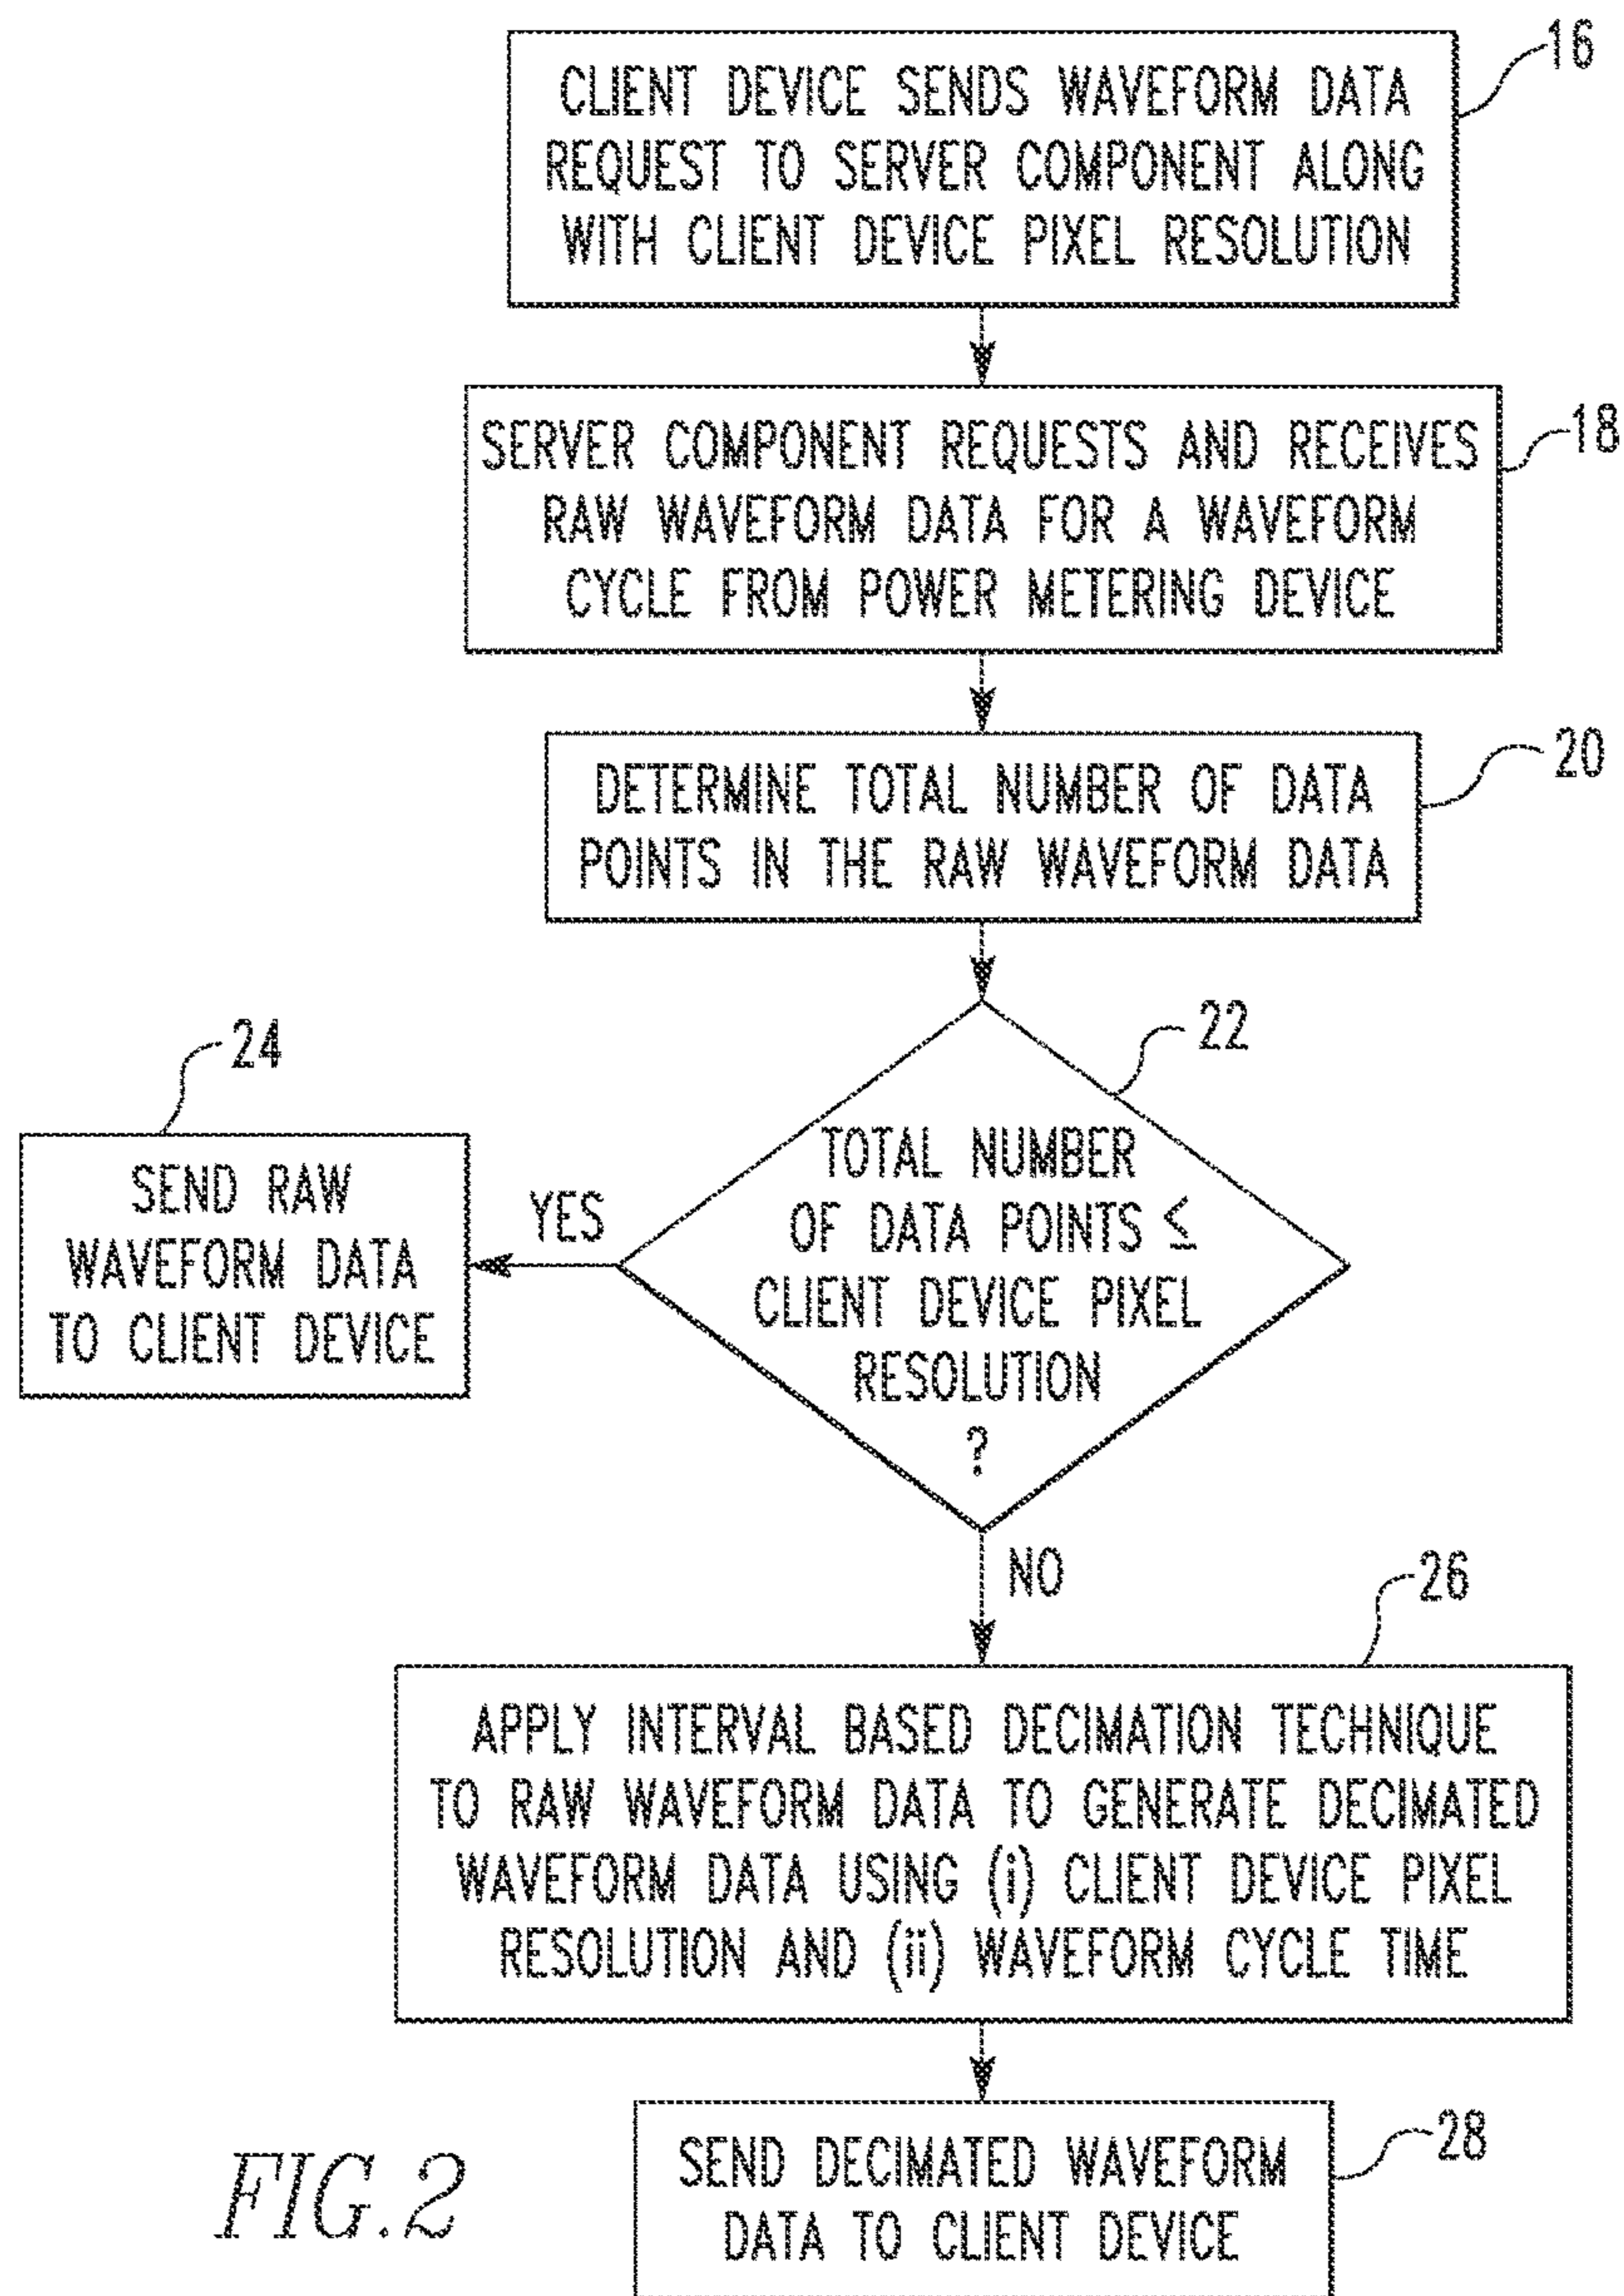 16
CLIENT DEVICE SENDS WAVEFORM DATA
REQUEST TO SERVER COMPONENT ALONG
WITH CLIENT DEVICE PIXEL RESOLUTION
18
SERVER COMPONENT REQUESTS AND RECEIVES
RAW WAVEFORM DATA FOR A WAVEFORM
CYCLE FROM POWER METERING DEVICE
20
DETERMINE TOTAL NUMBER OF DATA
POINTS IN THE RAW WAVEFORM DATA
22
TOTAL NUMBER
OF DATA POINTS ≤
CLIENT DEVICE PIXEL
RESOLUTION
?
YES
24
SEND RAW
WAVEFORM DATA
TO CLIENT DEVICE
NO
26
APPLY INTERVAL BASED DECIMATION TECHNIQUE
TO RAW WAVEFORM DATA TO GENERATE DECIMATED
WAVEFORM DATA USING (i) CLIENT DEVICE PIXEL
RESOLUTION AND (ii) WAVEFORM CYCLE TIME
28
SEND DECIMATED WAVEFORM
DATA TO CLIENT DEVICE
FIG.2